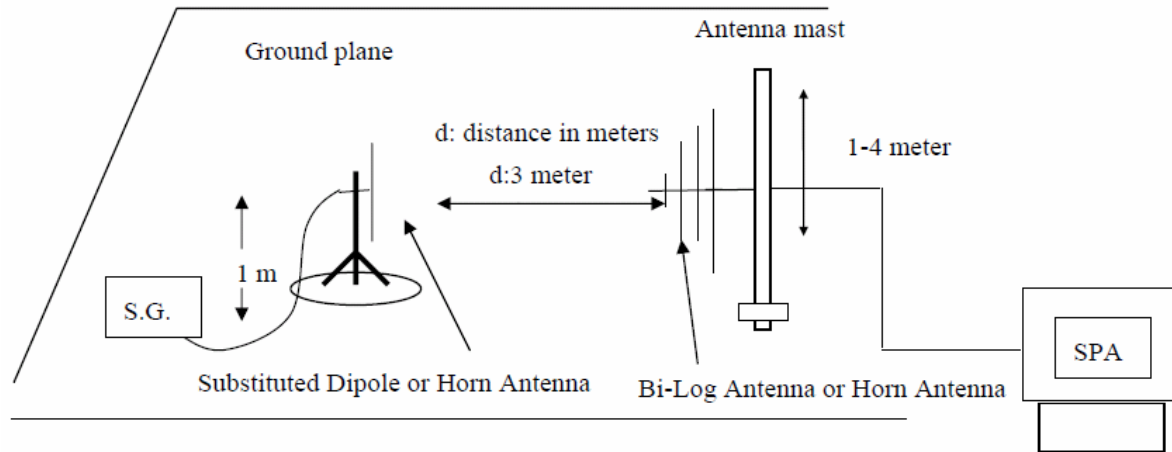 Antenna mast
Ground plane
d: distance in meters
d:3 meter
1-4 meter
1 m
S.G.
SPA
Substituted Dipole or Horn Antenna
Bi-Log Antenna or Horn Antenna